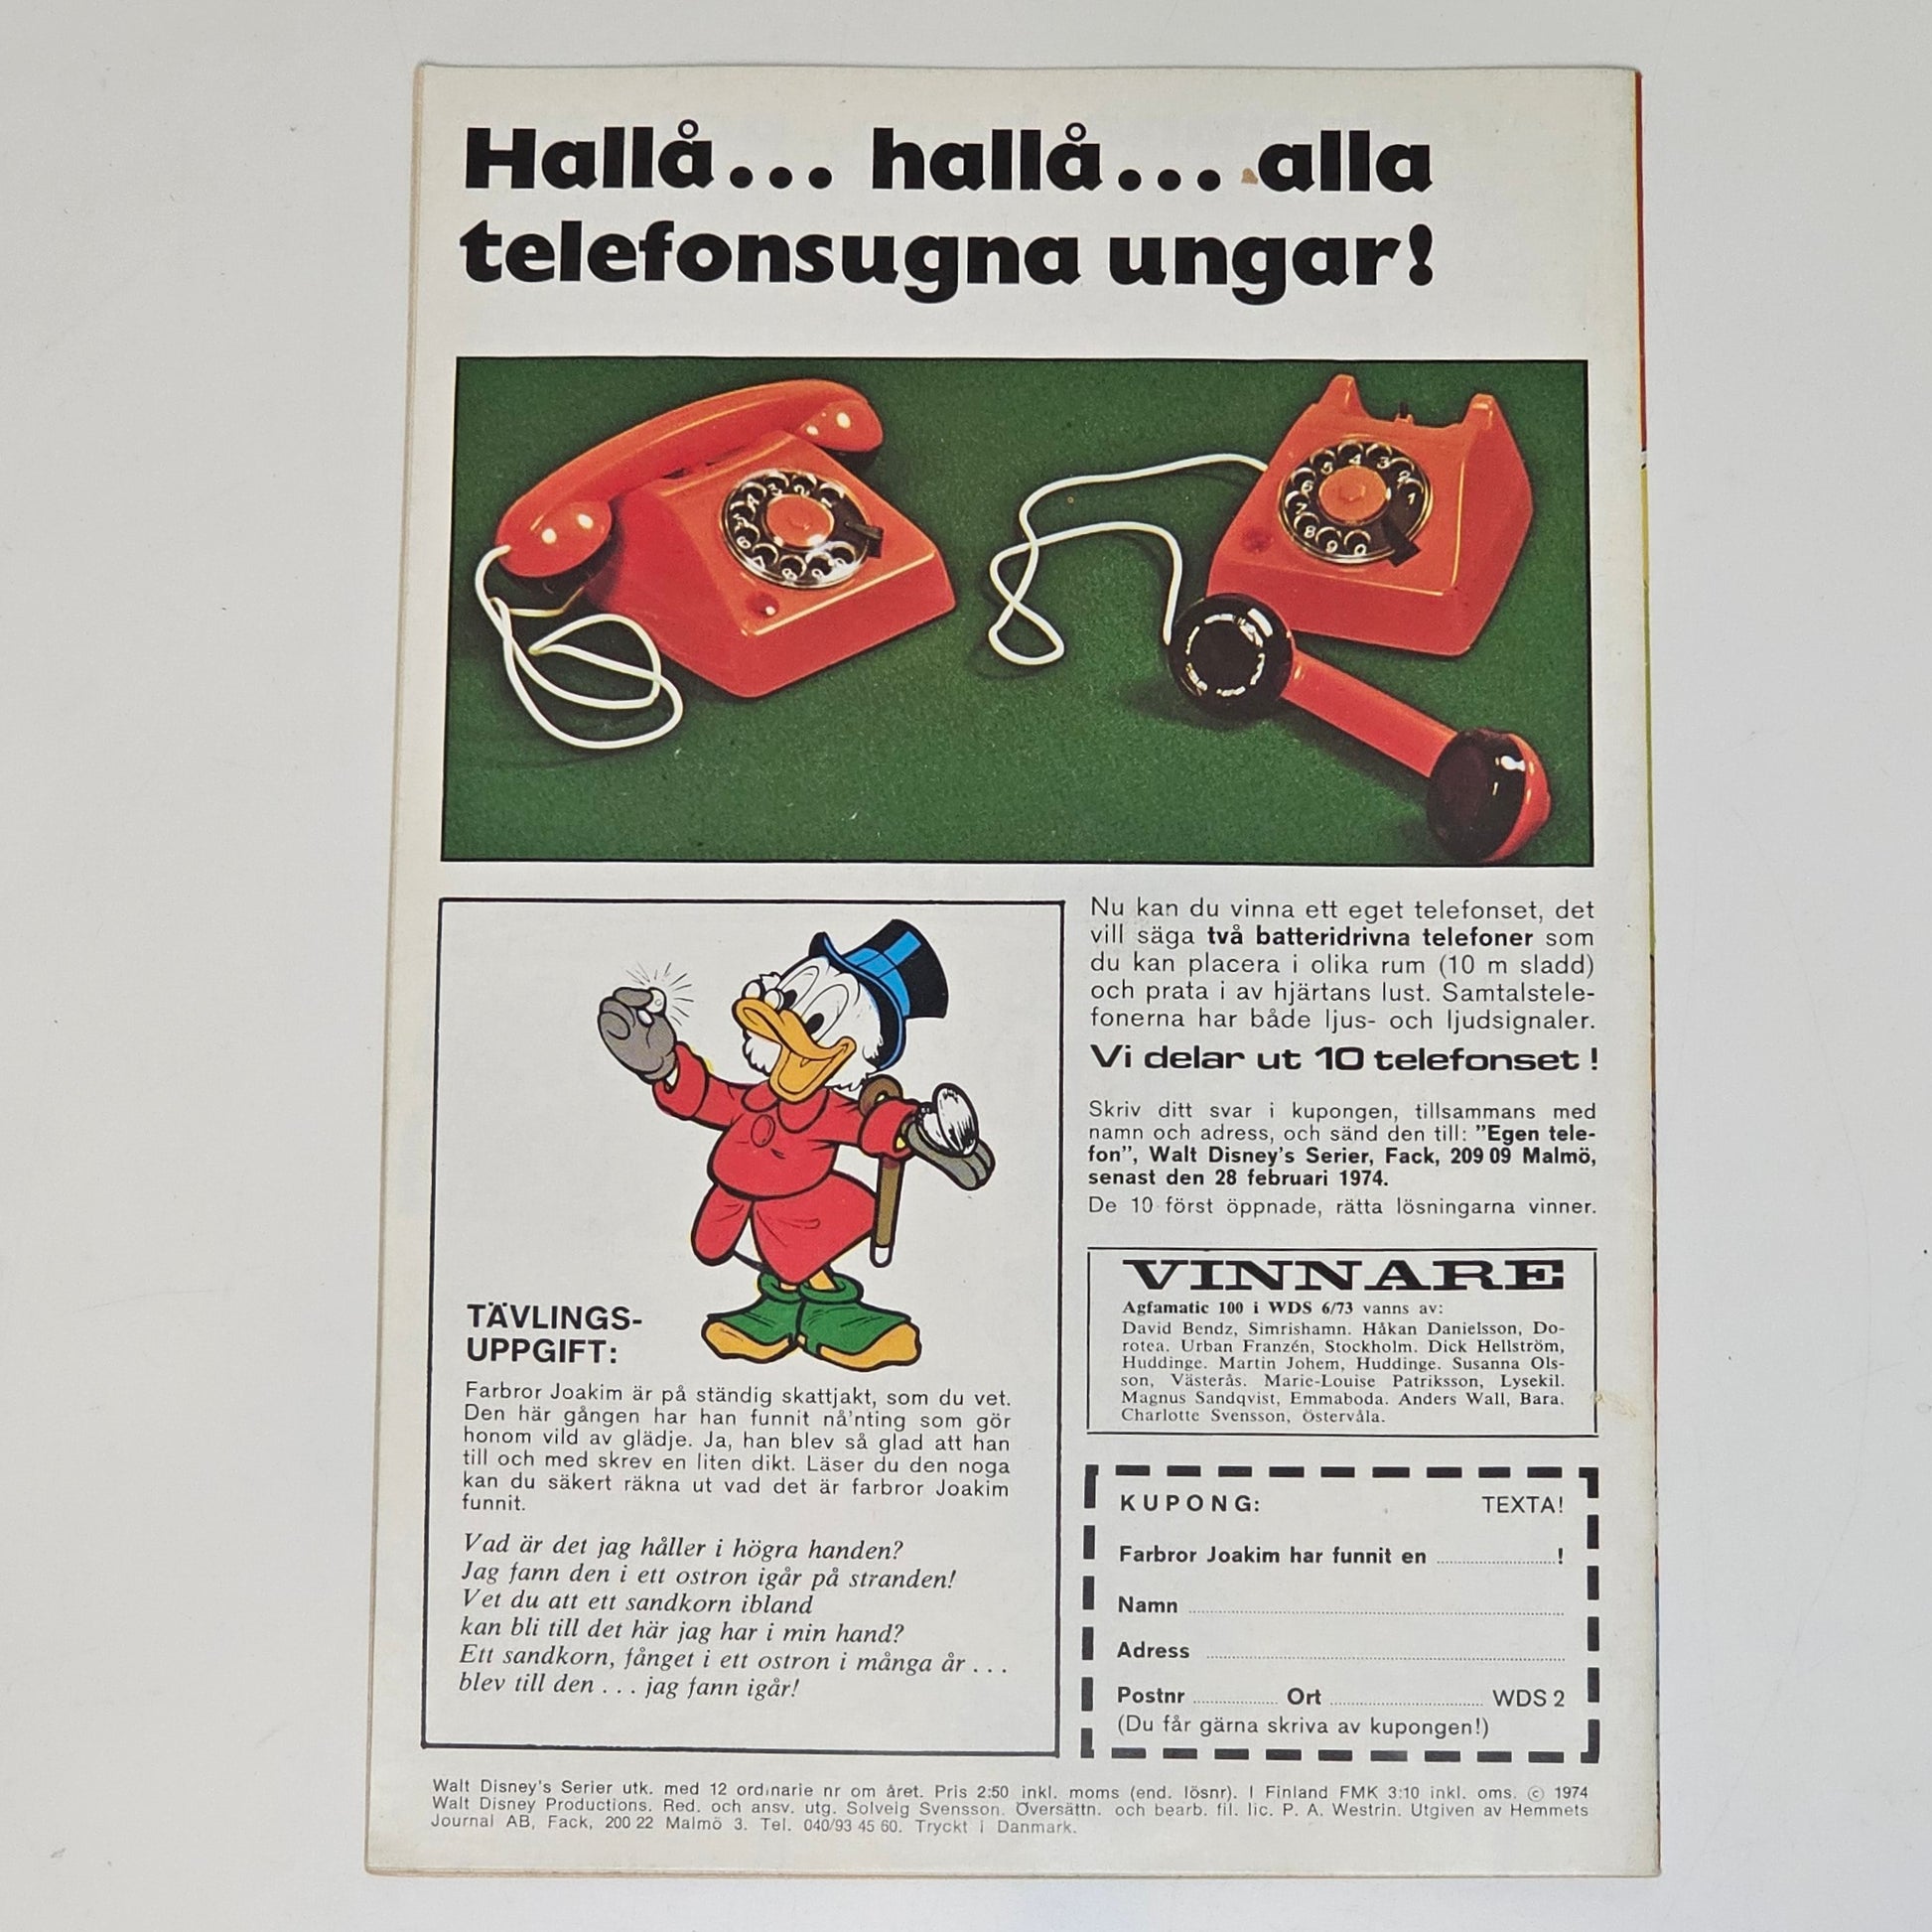 Hallå... hallå... alla
telefonsugna ungar!
Nu kan du vinna ett eget telefonset, det
vill säga två batteridrivna telefoner som
du kan placera i olika rum (10 m sladd)
och prata i av hjärtans lust. Samtalstele-
fonerna har både ljus- och ljudsignaler.
Vi delar ut 10 telefonset!
Skriv ditt svar i kupongen, tillsammans med
namn och adress, och sänd den till: ”Egen tele-
fon”, Walt Disney's Serier, Fack, 209 09 Malmö,
senast den 28 februari 1974.
De 10 först öppnade, rätta lösningarna vinner.
TÄVLINGS-
UPPGIFT:
Farbror Joakim är på ständig skattjakt, som du vet.
Den här gången har han funnit nå'nting som gör
honom vild av glädje. Ja, han blev så glad att han
till och med skrev en liten dikt. Läser du den noga
kan du säkert räkna ut vad det är farbror Joakim
funnit.
Vad är det jag håller i högra handen?
Jag fann den i ett ostron igår på stranden!
Vet du att ett sandkorn ibland
kan bli till det här jag har i min hand?
Ett sandkorn, fånget i ett ostron i många år . . .
blev till den . . . jag fann igår!
VINNARE
Agfamatic 100 i WDS 6/73 vanns av:
David Bendz, Simrishamn. Håkan Danielsson, Do-
rotea. Urban Franzén, Stockholm. Dick Hellström,
Huddinge. Martin Johem, Huddinge. Susanna Ols-
son, Västerås. Marie-Louise Patriksson, Lysekil.
Magnus Sandqvist, Emmaboda. Anders Wall, Bara.
Charlotte Svensson, Östervåla.
KUPONG: TEXTA!
Farbror Joakim har funnit en ..............................!
Namn
Adress
Postnr Ort WDS 2
(Du får gärna skriva av kupongen!)
Walt Disney's Serier utk. med 12 ordinarie nr om året. Pris 2:50 inkl. moms (end. lösnr). I Finland FMK 3:10 inkl. oms. © 1974
Walt Disney Productions. Red. och ansv. utg. Solveig Svensson. Översättn. och bearb. fil. lic. P. A. Westrin. Utgiven av Hemmets
Journal AB, Fack, 200 22 Malmö 3. Tel. 040/93 45 60. Tryckt i Danmark.